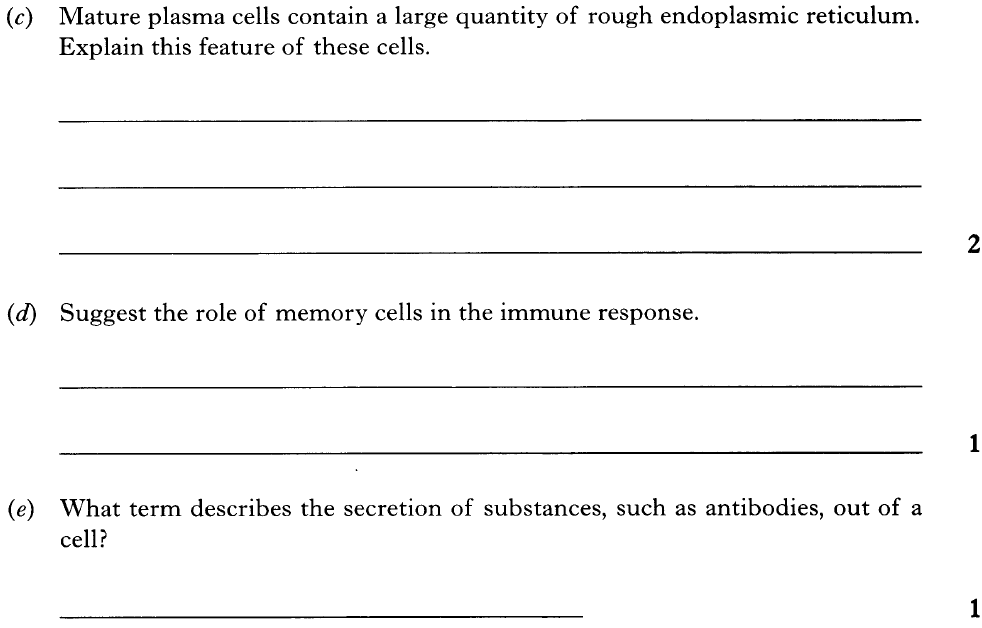 (c) Mature plasma cells contain a large quantity of rough endoplasmic reticulum.
Explain this feature of these cells.
2
(d) Suggest the role of memory cells in the immune response.
1
(e) What term describes the secretion of substances, such as antibodies, out of a
cell?
1